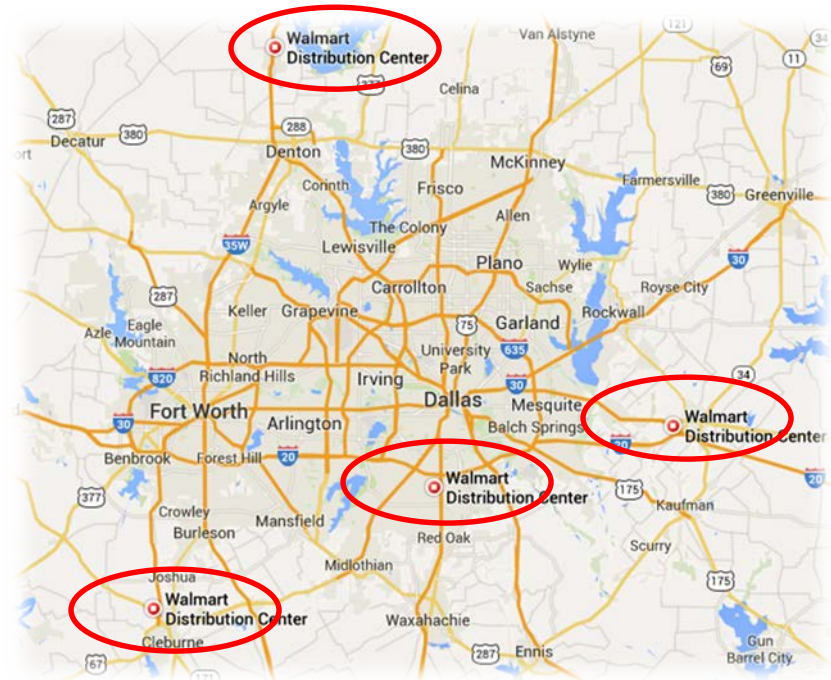 Walmart
Distribution Center
Van Alstyne
121
34
11
69
377
Celina
287
Decatur
380
288
Denton
380
McKinney
Corinth
Frisco
Farmersville
380
Greenville
Argyle
Allen
The Colony
35W
Lewisville
Plano
Wylie
30
Carrollton
Sachse
Royse City
287
Keller
Grapevine
Rockwall
Azle
Eagle
Mountain
75
Garland
University
Park
635
North
Richland Hills
820
Irving
30
34
Dallas
Mesquite
Fort Worth
Arlington
Balch Springs
Walmart
Distribution Center
30
20
20
Benbrook
Forest Hill
20
Walmart
Distribution Center
377
175
Kaufman
Crowley
Mansfield
Burleson
Red Oak
Scurry
Midlothian
Joshua
175
Walmart
Distribution Center
Waxahachie
Cleburne
67
287
Ennis
Gun
Barrel City
171